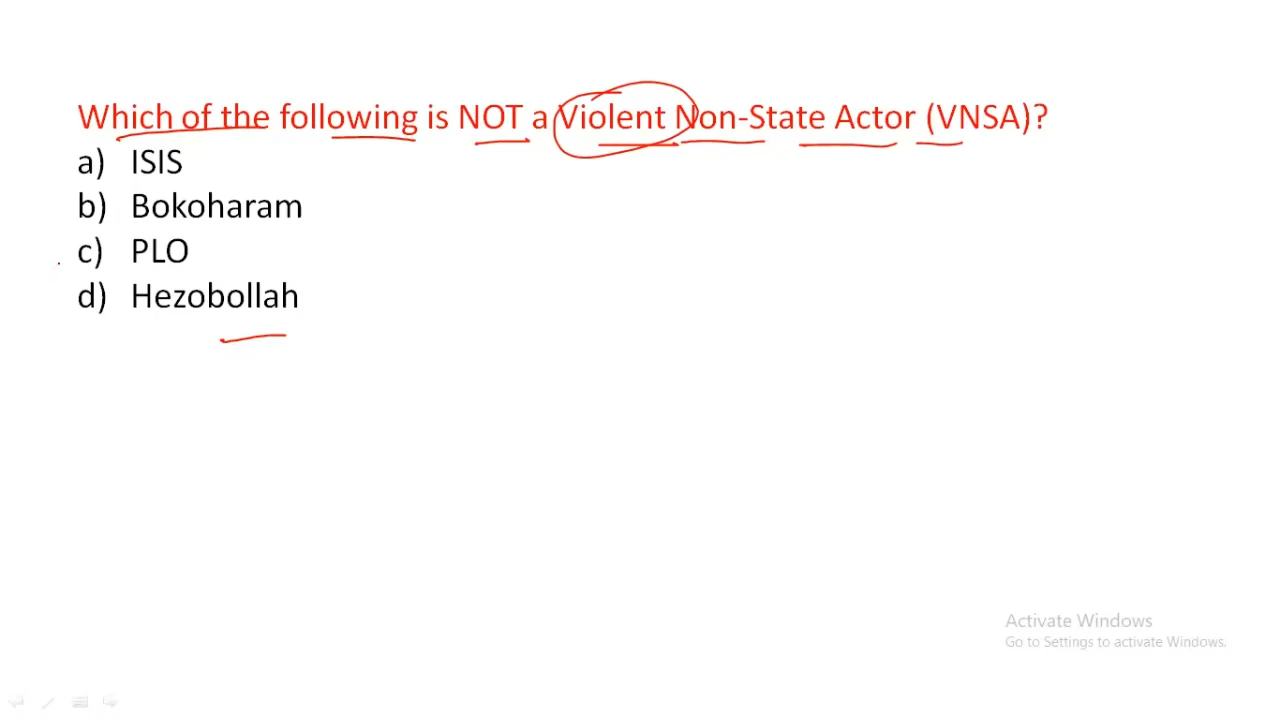 Which of the following is NOT a Violent Non-State Actor (VNSA)?
a) ISIS
b) Bokoharam
c) PLO
d) Hezobollah
Activate Windows
Go to Settings to activate Windows.